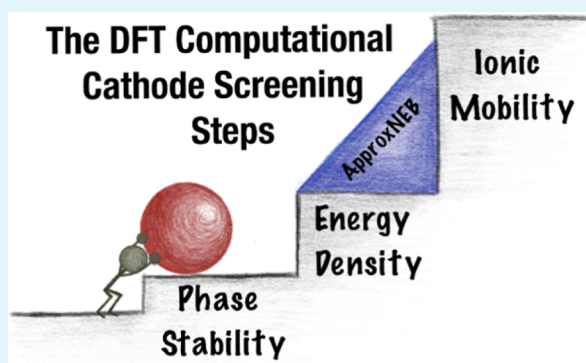 The DFT Computational
Cathode Screening
Steps
Ionic
Mobility
ApproxNEB
Energy
Density
Phase
Stability